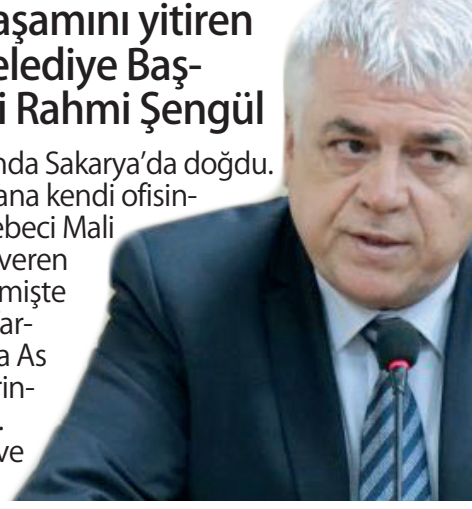 aşamını yitiren
elediye Baş-
i Rahmi Şengül
nda Sakarya'da doğdu.
ana kendi ofisin-
ebeci Mali
veren
mişte
ar-
a As
rin-
.
ve